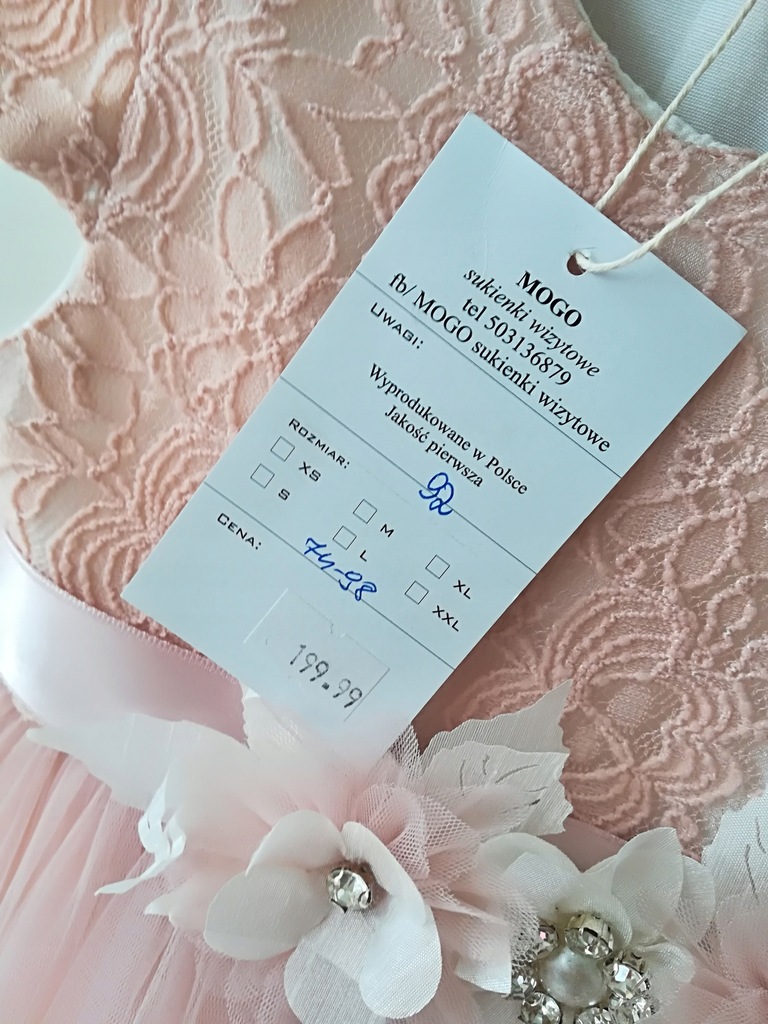 MOGO
sukienki wizytowe
tel 503136879
fb/ MOGO sukienki wizytowe
UWAGI:
Wyprodukowane w Polsce
Jakość pierwsza
92
ROZMIAR:
XS
M
XL
S
L
XXL
74-98
CENA:
199.99